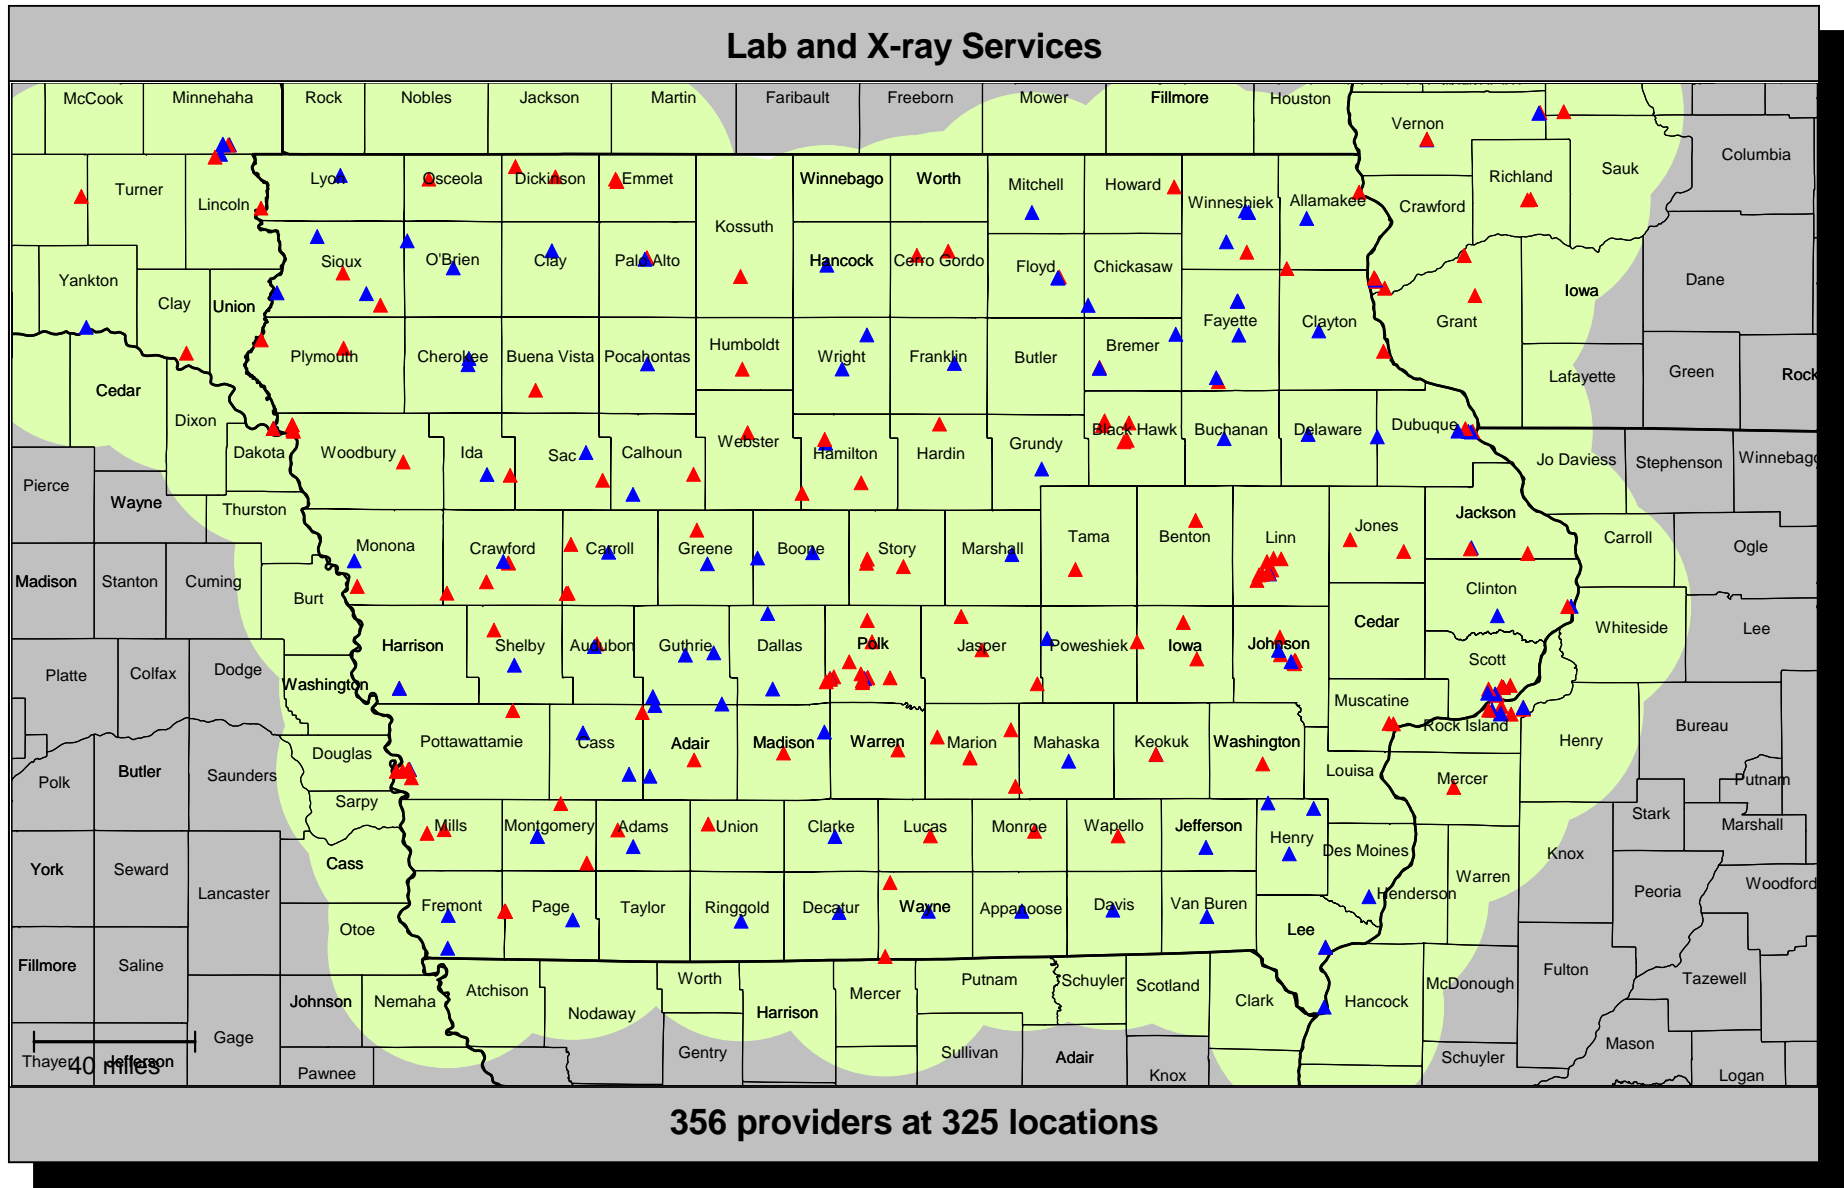 Lab and X-ray Services
McCook Minnehaha Rock Nobles Jackson Martin Faribault Freeborn Mower Fillmore Houston
Vernon
Columbia
Sauk
Richland
Turner Lincoln Lyon Osceola Dickinson Emmet Winnebago Worth Mitchell Howard Winneshiek Allamakee Crawford
Kossuth
Yankton Clay Union Sioux O'Brien Clay Palo Alto Hancock Cerro Gordo Floyd Chickasaw Dane Iowa
Fayette Clayton Grant
Plymouth Cherokee Buena Vista Pocahontas Humboldt Wright Franklin Butler Bremer
Lafayette Green Rock
Cedar
Dixon
Dakota Woodbury Ida Sac Calhoun Webster Hamilton Hardin Grundy Black Hawk Buchanan Delaware Dubuque
Jo Daviess Stephenson Winnebago
Pierce
Wayne
Thurston
Jackson
Monona Crawford Carroll Greene Boone Story Marshall Tama Benton Linn Jones Carroll Ogle
Madison Stanton Cuming
Burt
Clinton
Cedar
Whiteside Lee
Harrison Shelby Audubon Guthrie Dallas Polk Jasper Poweshiek Iowa Johnson
Scott
Platte Colfax Dodge
Washington
Muscatine
Rock Island
Henry
Bureau
Pottawattamie Cass Adair Madison Warren Marion Mahaska Keokuk Washington
Douglas
Louisa
Mercer
Putnam
Polk Butler Saunders
Sarpy
Stark
Marshall
Mills Montgomery Adams Union Clarke Lucas Monroe Wapello Jefferson Henry
Des Moines
Knox
York Seward Cass
Lancaster
Warren
Henderson
Peoria
Woodford
Fremont Page Taylor Ringgold Decatur Wayne Appanoose Davis Van Buren
Otoe
Lee
Fillmore Saline
Fulton
Tazewell
McDonough
Johnson Nemaha Atchison Nodaway Worth Harrison Mercer Putnam Schuyler Scotland Clark Hancock
Gage
Mason
Gentry Sullivan Adair Schuyler
Thayer Jefferson
40 miles
Pawnee Knox Logan
356 providers at 325 locations